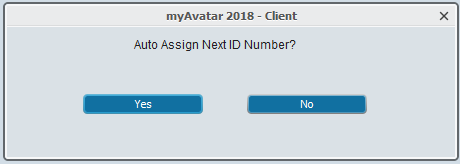 myAvatar 2018 - Client
Auto Assign Next ID Number?
Yes No